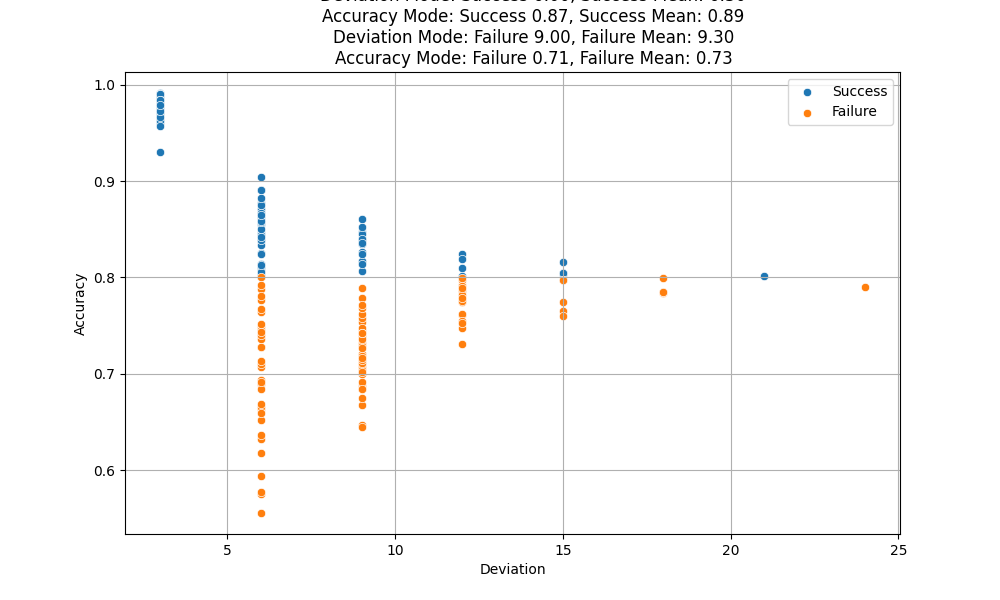 Accuracy Mode: Success 0.87, Success Mean: 0.89
Deviation Mode: Failure 9.00, Failure Mean: 9.30
Accuracy Mode: Failure 0.71, Failure Mean: 0.73
Success
Failure
1.0
0.9
0.8
0.7
0.6
Accuracy
5
10
15
20
25
Deviation